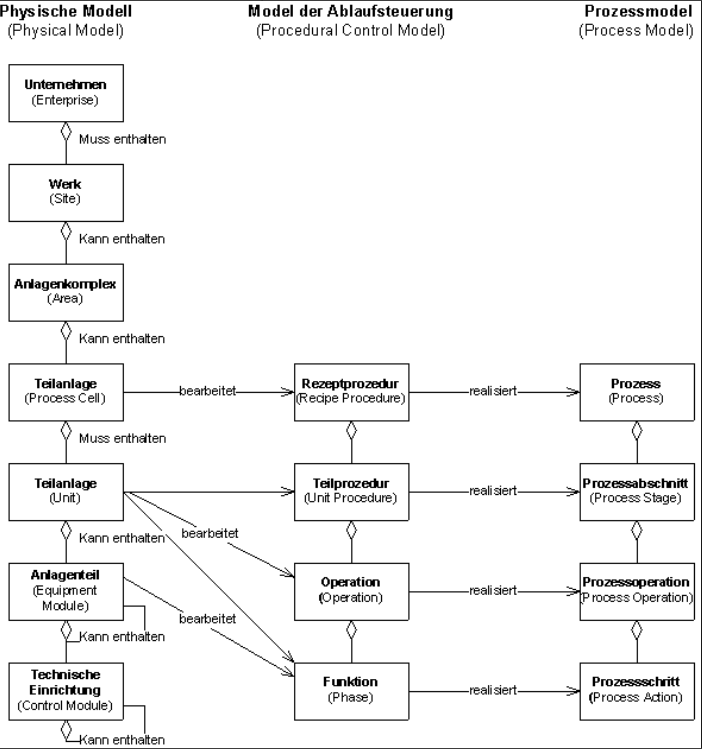 Physische Modell
(Physical Model)
Model der Ablaufsteuerung
(Procedural Control Model)
Prozessmodel
(Process Model)
Unternehmen
(Enterprise)
Muss enthalten
Werk
(Site)
Kann enthalten
Anlagenkomplex
(Area)
Kann enthalten
Teilanlage
(Process Cell)
bearbeitet
Rezeptprozedur
(Recipe Procedure)
realisiert
Prozess
(Process)
Muss enthalten
Teilanlage
(Unit)
Teilprozedur
(Unit Procedure)
realisiert
Prozessabschnitt
(Process Stage)
Kann enthalten
bearbeitet
Anlagenteil
(Equipment
Module)
Operation
(Operation)
realisiert
Prozessoperation
(Process Operation)
bearbeitet
Kann enthalten
Technische
Einrichtung
(Control Module)
Funktion
(Phase)
realisiert
Prozessschritt
(Process Action)
Kann enthalten